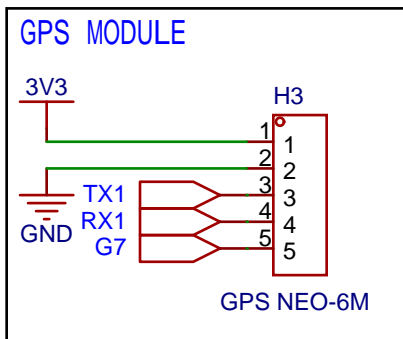 GPS MODULE
3V3
H3
1 1
2 2
TX1 3 3
RX1 4 4
G7 5 5
GND
GPS NEO-6M